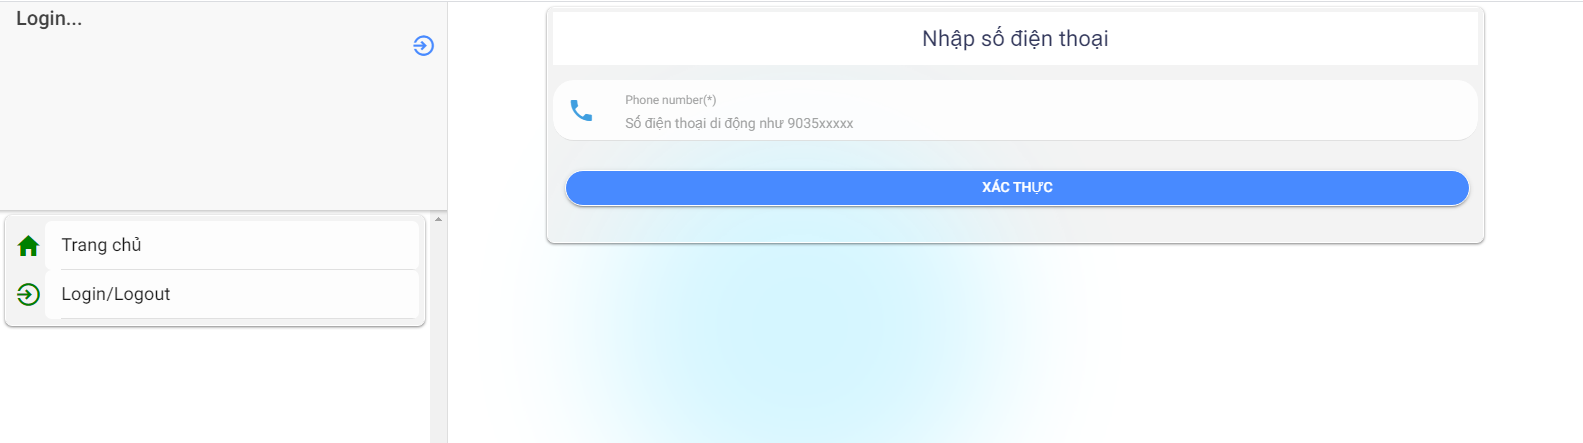 Login...
Trang chủ
Login/Logout
Nhập số điện thoại
Phone number(*)
Số điện thoại di động như 9035xxxxx
XÁC THỰC